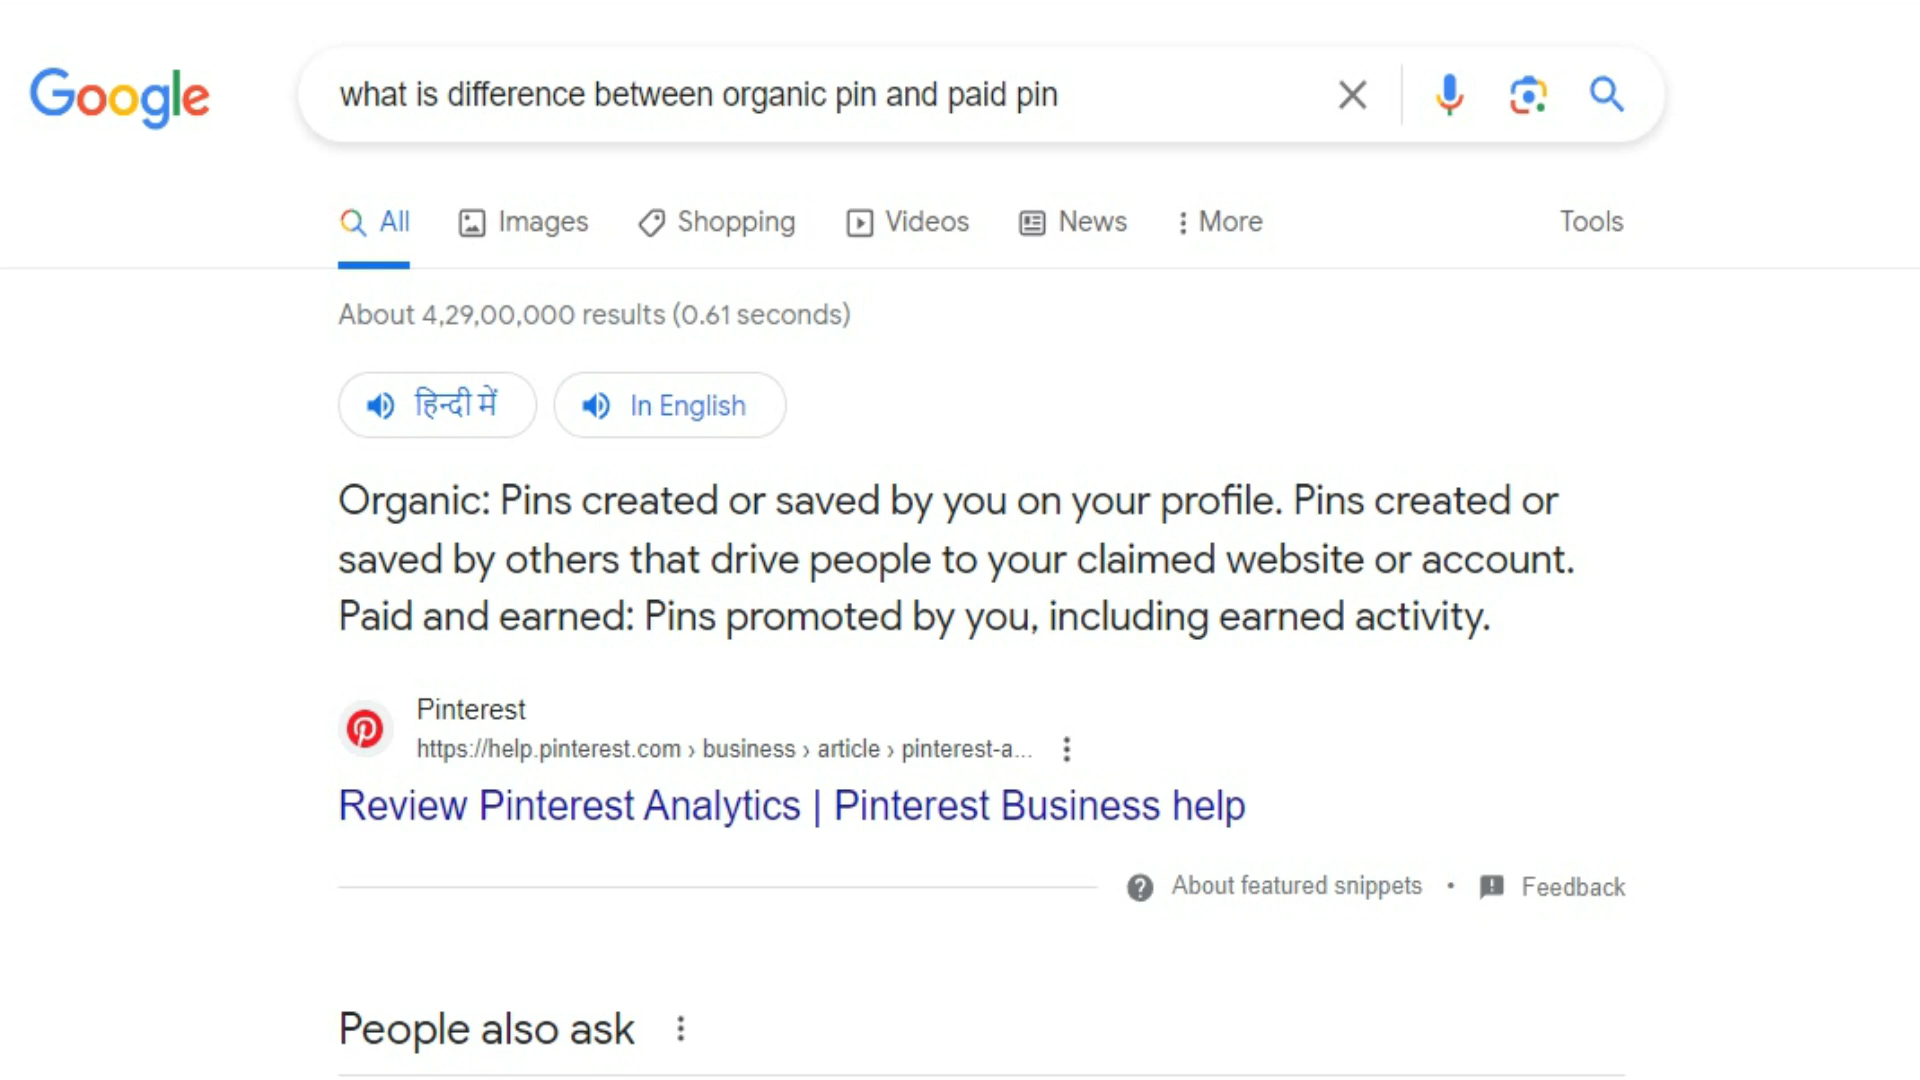 Google
what is difference between organic pin and paid pin
All Images Shopping Videos News More Tools
About 4,29,00,000 results (0.61 seconds)
हिन्दी में In English
Organic: Pins created or saved by you on your profile. Pins created or
saved by others that drive people to your claimed website or account.
Paid and earned: Pins promoted by you, including earned activity.
Pinterest
https://help.pinterest.com › business › article › pinterest-a...
Review Pinterest Analytics | Pinterest Business help
About featured snippets • Feedback
People also ask